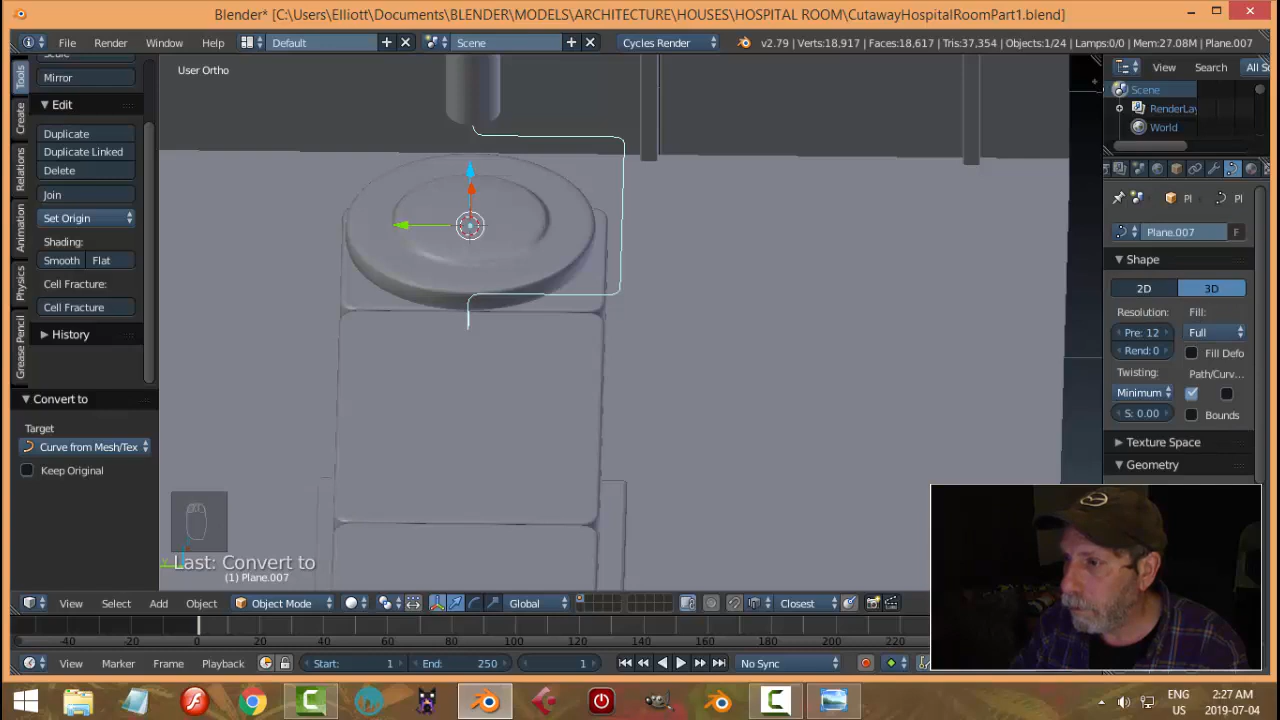 Blender* [C:\Users\Elliott\Documents\BLENDER\MODELS\ARCHITECTURE\HOUSES\HOSPITAL ROOM\CutawayHospitalRoomPart1.blend]
File Render Window Help Default Scene Cycles Render v2.79 | Verts:18,917 | Faces:18,617 | Tris:37,354 | Objects:1/24 | Lamps:0/0 | Mem:27.08M | Plane.007
User Ortho
View Search All Sc
Scene
RenderLay
World
Tools
Create
Relations
Animation
Physics
Grease Pencil
Mirror
Edit
Duplicate
Duplicate Linked
Delete
Join
Set Origin
Shading:
Smooth Flat
Cell Fracture:
Cell Fracture
History
Convert to
Target
Curve from Mesh/Tex
Keep Original
Last: Convert to
(1) Plane.007
Pl Pl
Plane.007 F
Shape
2D 3D
Resolution: Fill:
Pre: 12 Full
Rend: 0 Fill Defo
Twisting: Path/Curv...
Minimum
S: 0.00 Bounds
Texture Space
Geometry
View Select Add Object Object Mode Global Closest
-40 -20 0 20 40 60 80 100 120 140 160 180 200 220
View Marker Frame Playback Start: 1 End: 250 1 No Sync
ENG
US
2:27 AM
2019-07-04